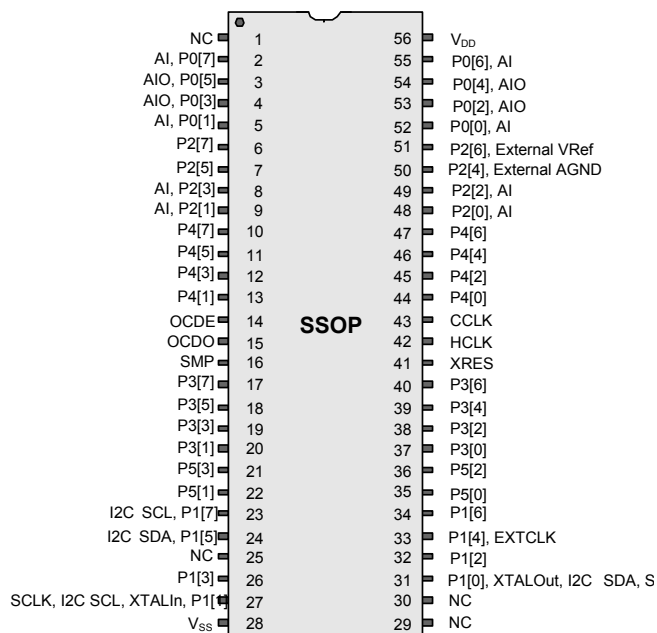 NC 1 56 VDD
AI, P0[7] 2 55 P0[6], AI
AIO, P0[5] 3 54 P0[4], AIO
AIO, P0[3] 4 53 P0[2], AIO
AI, P0[1] 5 52 P0[0], AI
P2[7] 6 51 P2[6], External VRef
P2[5] 7 50 P2[4], External AGND
AI, P2[3] 8 49 P2[2], AI
AI, P2[1] 9 48 P2[0], AI
P4[7] 10 47 P4[6]
P4[5] 11 46 P4[4]
P4[3] 12 45 P4[2]
P4[1] 13 44 P4[0]
OCDE 14 SSOP 43 CCLK
OCDO 15 42 HCLK
SMP 16 41 XRES
P3[7] 17 40 P3[6]
P3[5] 18 39 P3[4]
P3[3] 19 38 P3[2]
P3[1] 20 37 P3[0]
P5[3] 21 36 P5[2]
P5[1] 22 35 P5[0]
I2C SCL, P1[7] 23 34 P1[6]
I2C SDA, P1[5] 24 33 P1[4], EXTCLK
NC 25 32 P1[2]
P1[3] 26 31 P1[0], XTALOut, I2C SDA, S
SCLK, I2C SCL, XTALIn, P1[1] 27 30 NC
VSS 28 29 NC